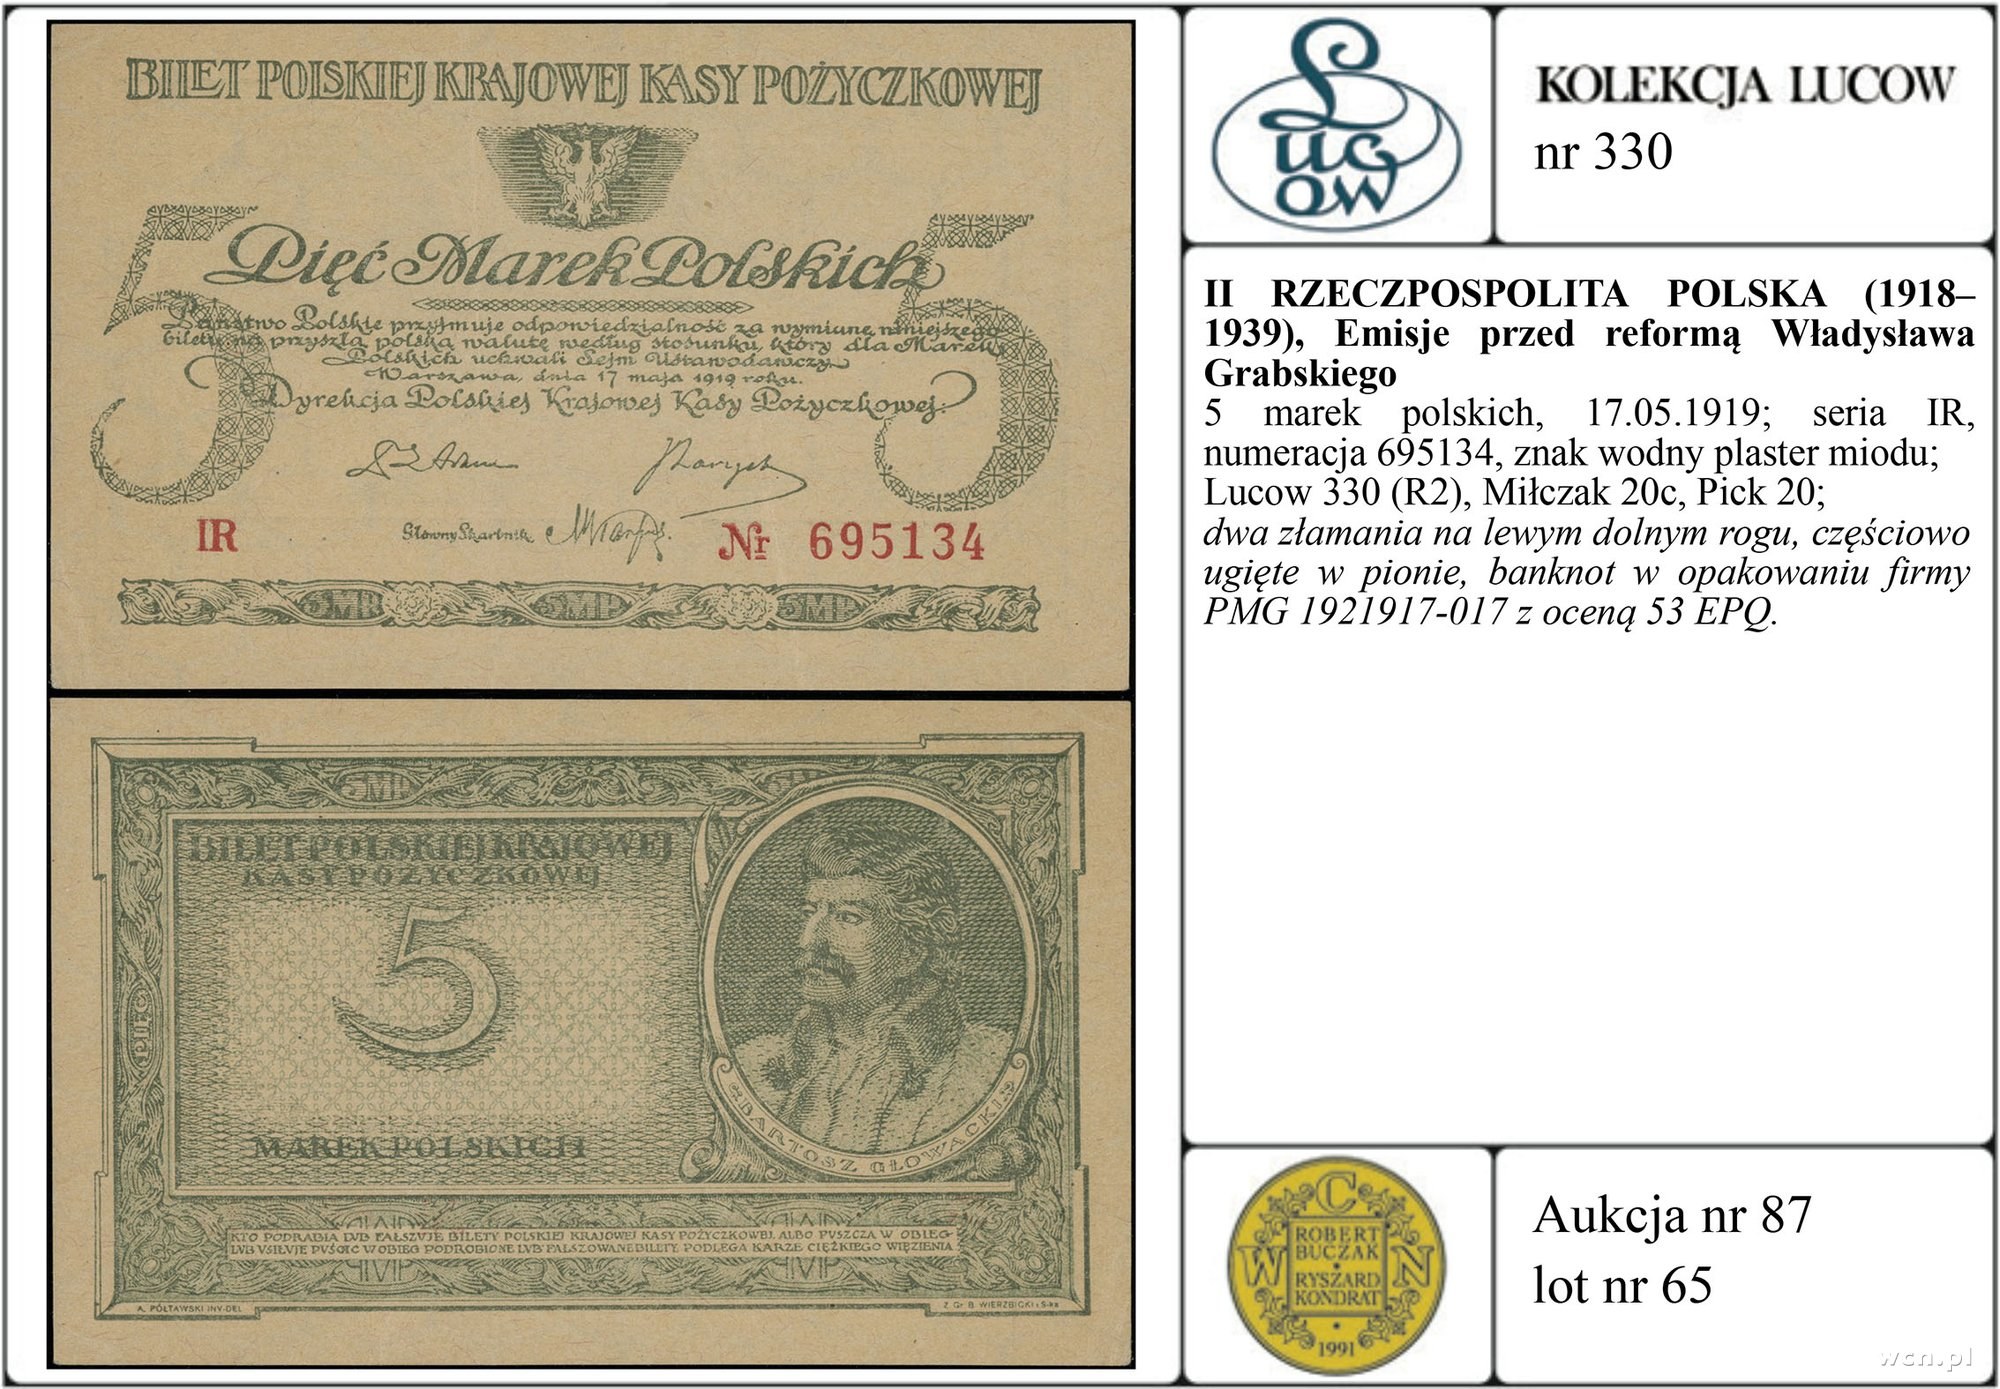 BILET POLSKIEJ KRAJOWEJ KASY POŻYCZKOWEJ
5
5
Pięć Marek Polskich
Państwo Polskie przyjmuje odpowiedzialność za wymianę niniejszego
biletu na przyszłą polską walutę według stosunku, który dla Marek
Polskich uchwali Sejm Ustawodawczy
Warszawa, dnia 17 maja 1919 roku.
Dyrekcja Polskiej Krajowej Kasy Pożyczkowej:
Główny Skarbnik
IR
Nr 695134
5MP 5MP 5MP
5MP
BILET POLSKIEJ KRAJOWEJ
KASY POŻYCZKOWEJ
5
PIĘĆ
MAREK POLSKICH
BARTOSZ GŁOWACKI
KTO PODRABIA LUB FAŁSZUJE BILETY POLSKIEJ KRAJOWEJ KASY POŻYCZKOWEJ, ALBO PUSZCZA W OBIEG
LUB USIŁUJE PUŚCIĆ W OBIEG PODROBIONE LUB FAŁSZOWANE BILETY, PODLEGA KARZE CIĘŻKIEGO WIĘZIENIA
A. PÓŁTAWSKI INV-DEL
Z. Gr. B. WIERZBICKI i S-ka
Lucow
KOLEKCJA LUCOW
nr 330
II RZECZPOSPOLITA POLSKA (1918–
1939), Emisje przed reformą Władysława
Grabskiego
5 marek polskich, 17.05.1919; seria IR,
numeracja 695134, znak wodny plaster miodu;
Lucow 330 (R2), Miłczak 20c, Pick 20;
dwa złamania na lewym dolnym rogu, częściowo
ugięte w pionie, banknot w opakowaniu firmy
PMG 1921917-017 z oceną 53 EPQ.
C
W N
ROBERT
BUCZAK
RYSZARD
KONDRAT
1991
Aukcja nr 87
lot nr 65
wcn.pl